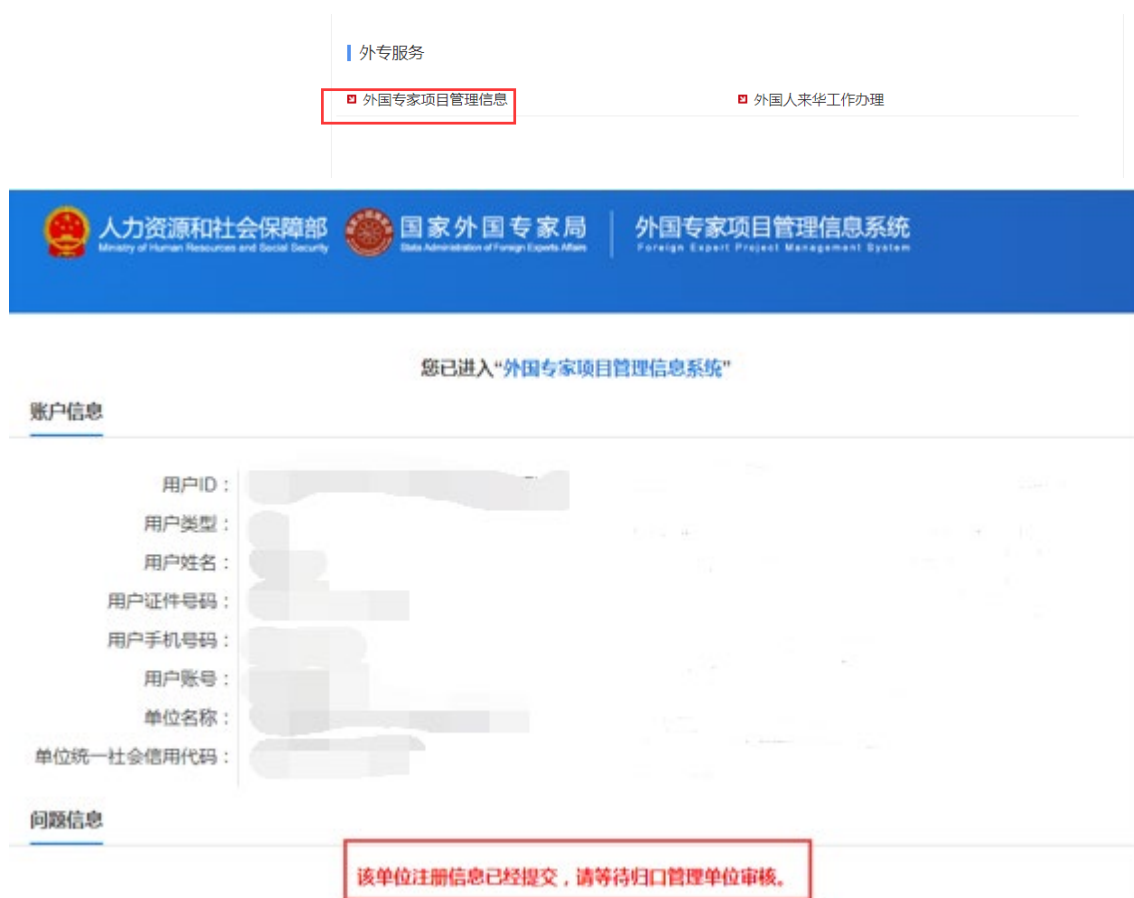 外专服务
外国专家项目管理信息 外国人来华工作办理
人力资源和社会保障部 国家外国专家局 外国专家项目管理信息系统
Ministry of Human Resources and Social Security State Administration of Foreign Experts Affairs Foreign Expert Project Management System
您已进入“外国专家项目管理信息系统”
账户信息
用户ID：
用户类型：
用户姓名：
用户证件号码：
用户手机号码：
用户账号：
单位名称：
单位统一社会信用代码：
问题信息
该单位注册信息已经提交，请等待归口管理单位审核。